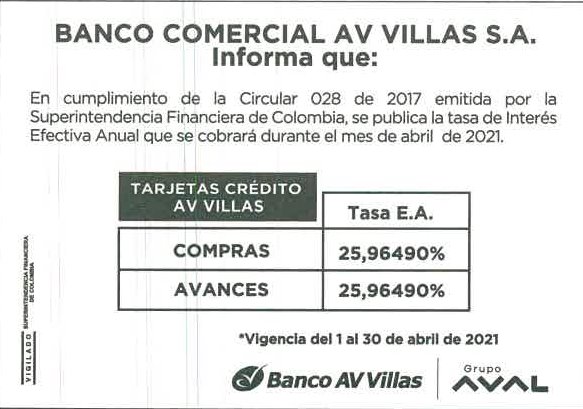 BANCO COMERCIAL AV VILLAS S.A.
Informa que:
En cumplimiento de la Circular 028 de 2017 emitida por la
Superintendencia Financiera de Colombia, se publica la tasa de Interés
Efectiva Anual que se cobrará durante el mes de abril de 2021.
TARJETAS CRÉDITO
AV VILLAS
Tasa E.A.
COMPRAS 25,96490%
AVANCES 25,96490%
*Vigencia del 1 al 30 de abril de 2021
Banco AV Villas
Grupo
AVAL
VIGILADO
SUPERINTENDENCIA FINANCIERA
DE COLOMBIA